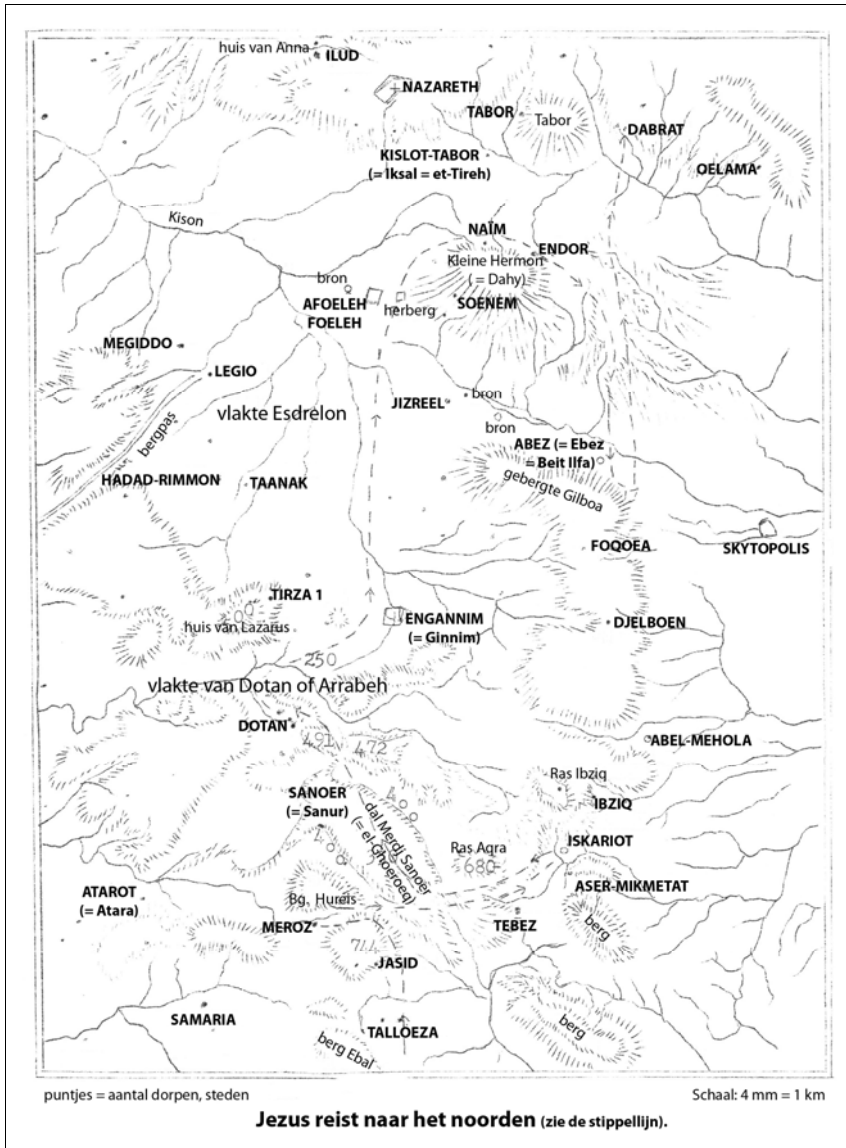 huis van Anna
ILUD
NAZARETH
TABOR
Tabor
DABRAT
KISLOT-TABOR
(= Iksal = et-Tireh)
OELAMA
Kison
NAÏM
ENDOR
Kleine Hermon
(= Dahy)
bron
AFOELEH
FOELEH
herberg
SOENEM
MEGIDDO
LEGIO
JIZREEL
bron
bron
vlakte Esdrelon
bergpas
ABEZ (= Ebez
= Beit Ilfa)
gebergte Gilboa
HADAD-RIMMON
TAANAK
FOQOEA
SKYTOPOLIS
TIRZA 1
huis van Lazarus
ENGANNIM
(= Ginnim)
DJELBOEN
250
vlakte van Dotan of Arrabeh
DOTAN
491
472
ABEL-MEHOLA
Ras Ibziq
IBZIQ
SANOER
(= Sanur)
400
400
dal Merdj Sanoer
(= el-Ghoeroeq)
Ras Aqra
680
ISKARIOT
ASER-MIKMETAT
ATAROT
(= Atara)
Bg. Hureis
MEROZ
TEBEZ
berg
JASID
SAMARIA
TALLOEZA
berg Ebal
berg
puntjes = aantal dorpen, steden
Schaal: 4 mm = 1 km
Jezus reist naar het noorden (zie de stippellijn).